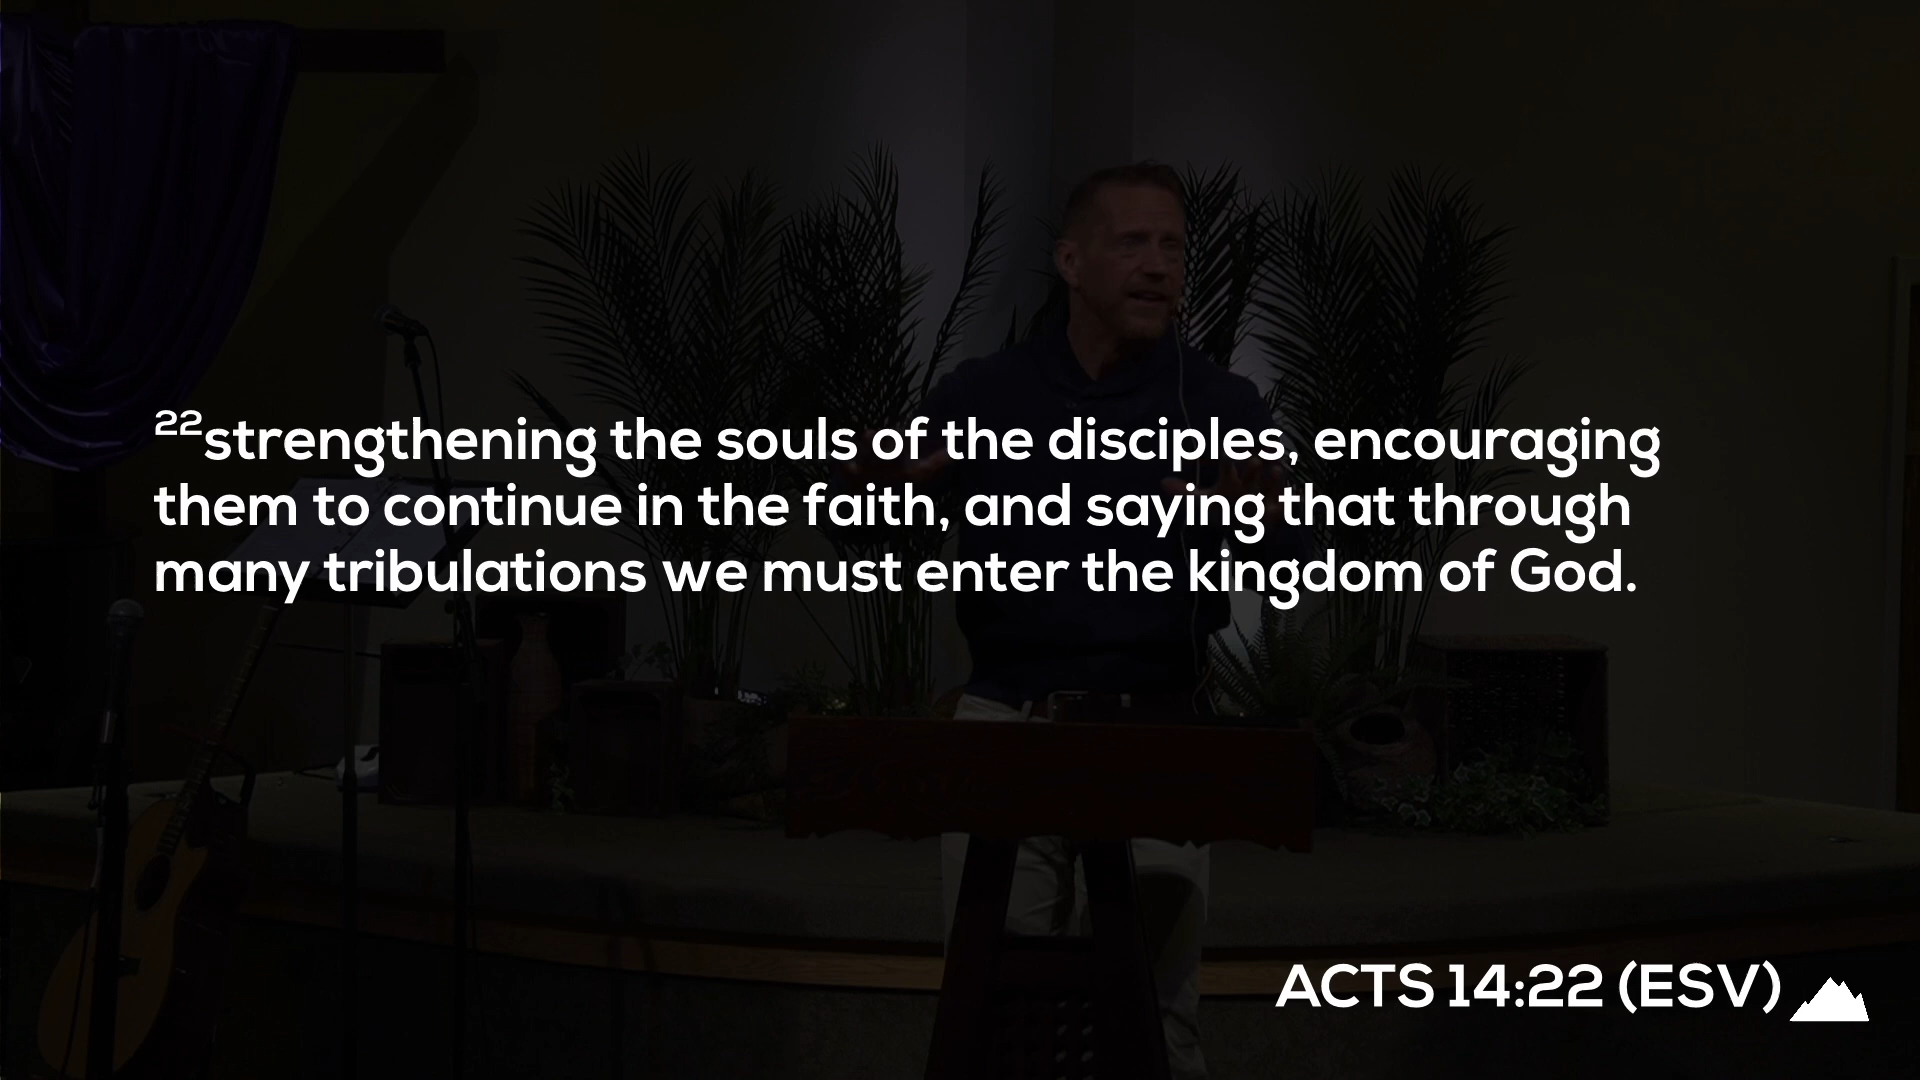 22strengthening the souls of the disciples, encouraging
them to continue in the faith, and saying that through
many tribulations we must enter the kingdom of God.
ACTS 14:22 (ESV)